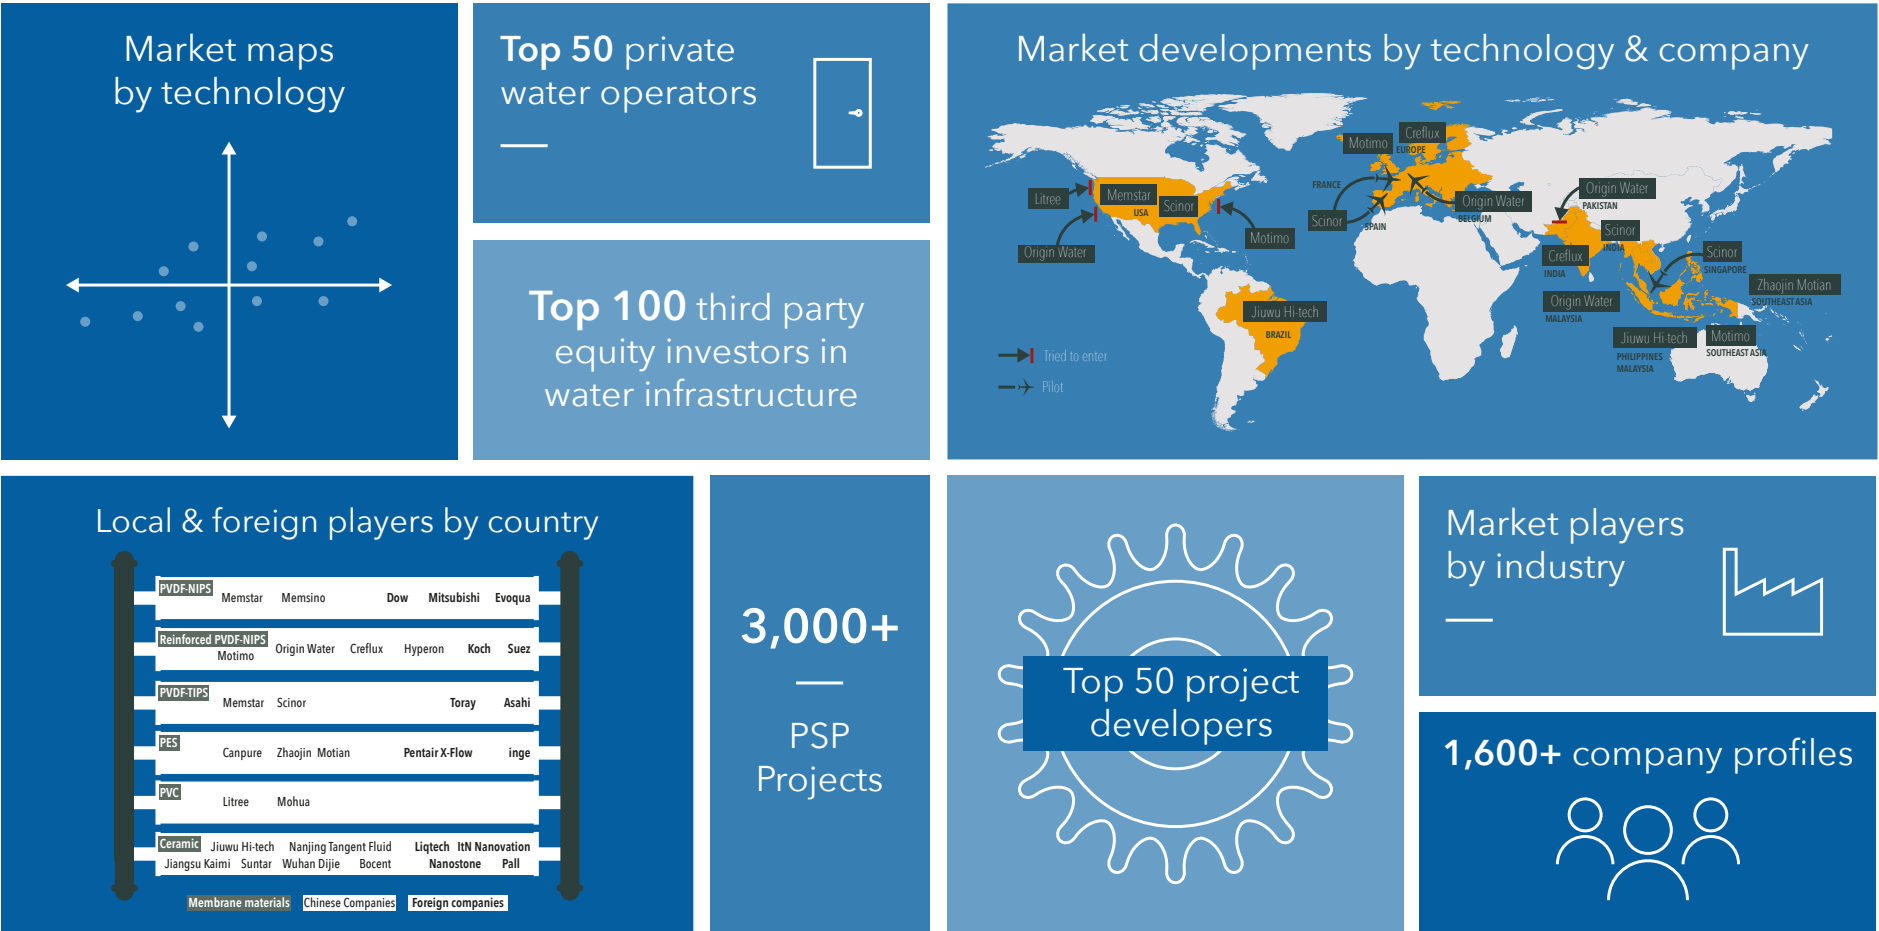 Market maps
by technology
Top 50 private
water operators
Top 100 third party
equity investors in
water infrastructure
Market developments by technology & company
Litree
Origin Water
Memstar
USA
Scinor
Motimo
Jiuwu Hi-tech
BRAZIL
Motimo
Creflux
EUROPE
FRANCE
Scinor
SPAIN
Origin Water
BELGIUM
Origin Water
PAKISTAN
Scinor
INDIA
Creflux
INDIA
Scinor
SINGAPORE
Origin Water
MALAYSIA
Zhaojin Motian
SOUTHEAST ASIA
Jiuwu Hi-tech
PHILIPPINES
MALAYSIA
Motimo
SOUTHEAST ASIA
Tried to enter
Pilot
Local & foreign players by country
PVDF-NIPS
Memstar Memsino Dow Mitsubishi Evoqua
Reinforced PVDF-NIPS
Motimo Origin Water Creflux Hyperon Koch Suez
PVDF-TIPS
Memstar Scinor Toray Asahi
PES
Canpure Zhaojin Motian Pentair X-Flow inge
PVC
Litree Mohua
Ceramic
Jiuwu Hi-tech Nanjing Tangent Fluid Liqtech ItN Nanovation
Jiangsu Kaimi Suntar Wuhan Dijie Bocent Nanostone Pall
Membrane materials Chinese Companies Foreign companies
3,000+
PSP
Projects
Top 50 project
developers
Market players
by industry
1,600+ company profiles